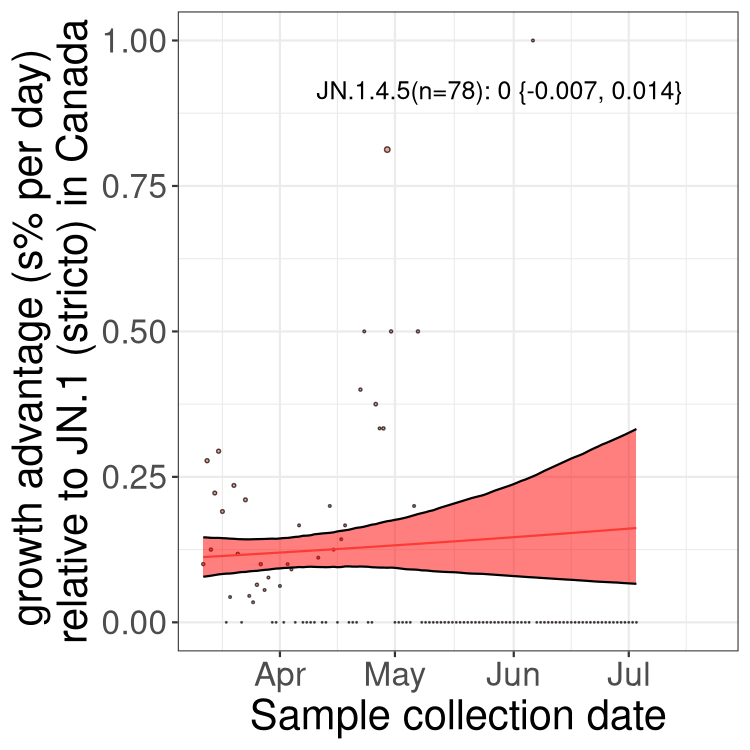 growth advantage (s% per day)
relative to JN.1 (stricto) in Canada
1.00
JN.1.4.5(n=78): 0 {-0.007, 0.014}
0.75
0.50
0.25
0.00
Apr May Jun Jul
Sample collection date